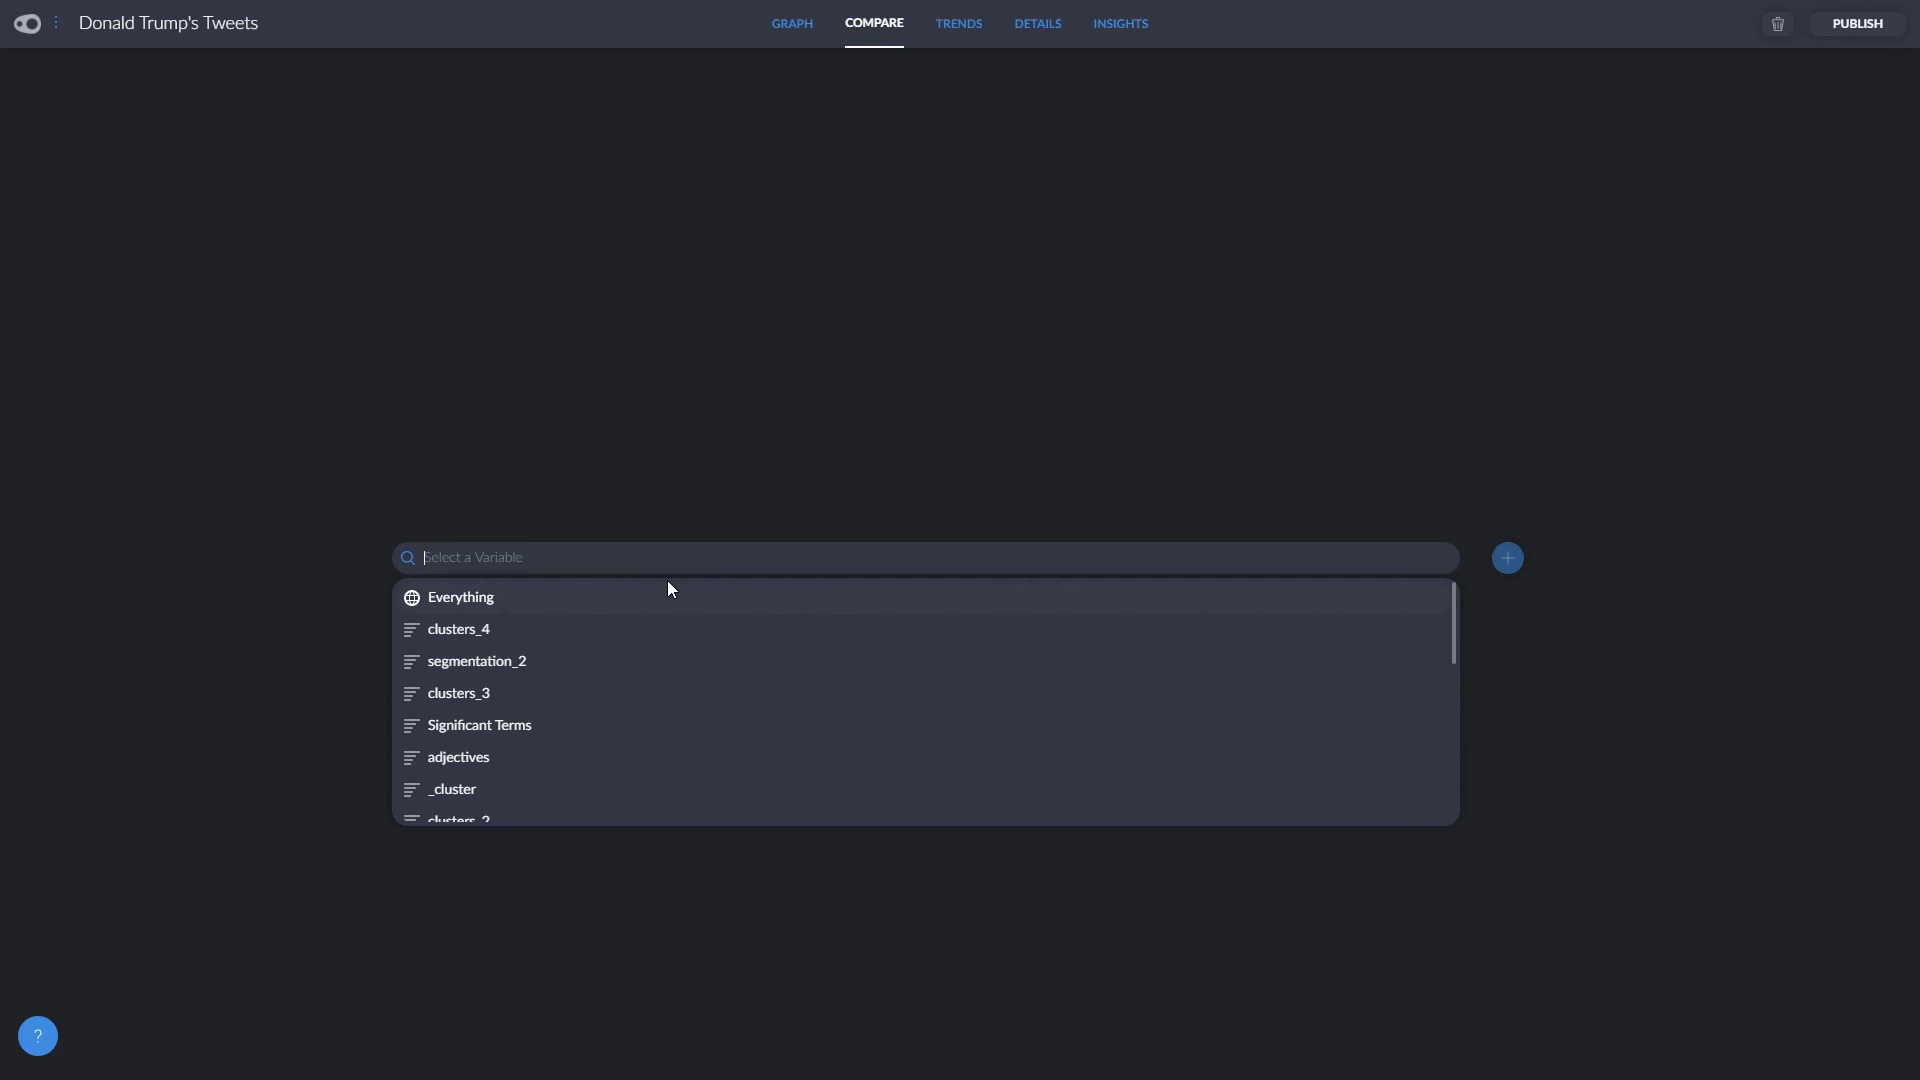 Donald Trump's Tweets
GRAPH
COMPARE
TRENDS
DETAILS
INSIGHTS
PUBLISH
Select a Variable
Everything
clusters_4
segmentation_2
clusters_3
Significant Terms
adjectives
_cluster
clusters_2
?